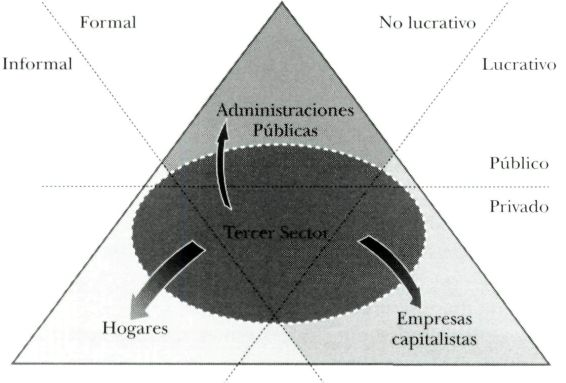 Formal
No lucrativo
Informal
Lucrativo
Administraciones
Públicas
Público
Privado
Tercer Sector
Hogares
Empresas
capitalistas